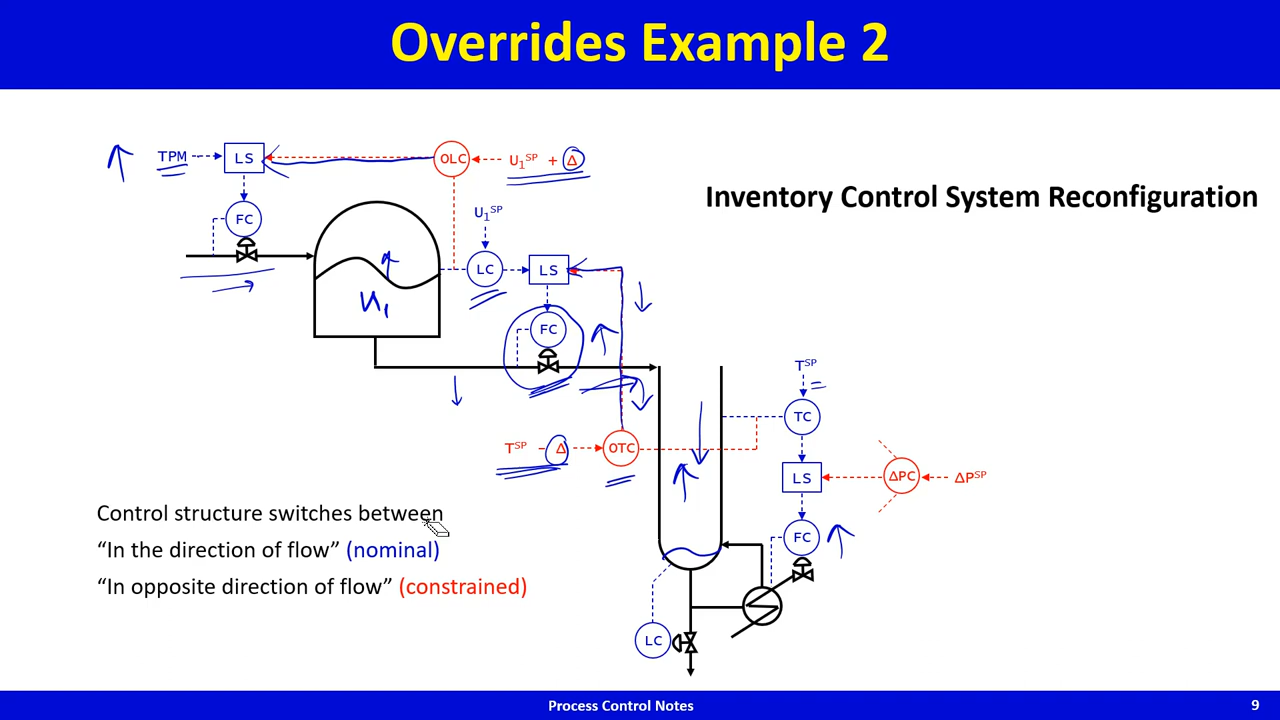 Overrides Example 2
TPM
LS
OLC
U₁ˢᴾ + Δ
Inventory Control System Reconfiguration
FC
U₁ˢᴾ
LC
LS
U₁
FC
Tˢᴾ
TC
Tˢᴾ - Δ
OTC
LS
ΔPC
ΔPˢᴾ
Control structure switches between
FC
“In the direction of flow” (nominal)
“In opposite direction of flow” (constrained)
LC
Process Control Notes
9